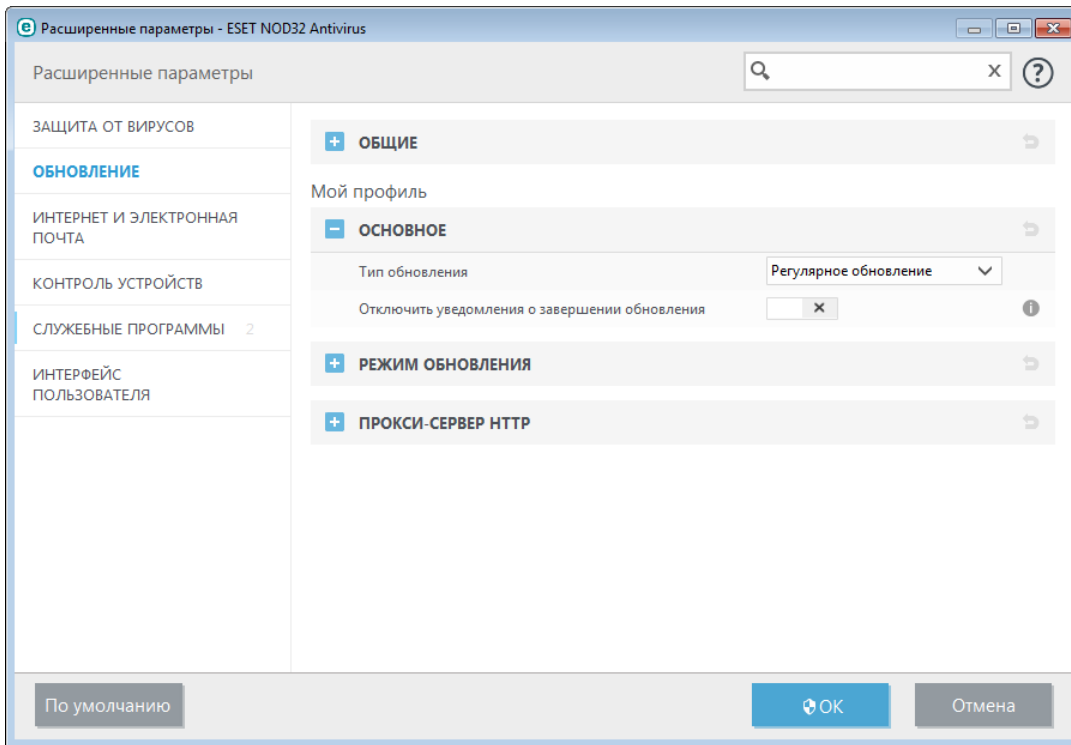 Расширенные параметры - ESET NOD32 Antivirus
Расширенные параметры
ЗАЩИТА ОТ ВИРУСОВ
ОБНОВЛЕНИЕ
ИНТЕРНЕТ И ЭЛЕКТРОННАЯ
ПОЧТА
КОНТРОЛЬ УСТРОЙСТВ
СЛУЖЕБНЫЕ ПРОГРАММЫ 2
ИНТЕРФЕЙС
ПОЛЬЗОВАТЕЛЯ
ОБЩИЕ
Мой профиль
ОСНОВНОЕ
Тип обновления Регулярное обновление
Отключить уведомления о завершении обновления
РЕЖИМ ОБНОВЛЕНИЯ
ПРОКСИ-СЕРВЕР HTTP
По умолчанию
ОК
Отмена